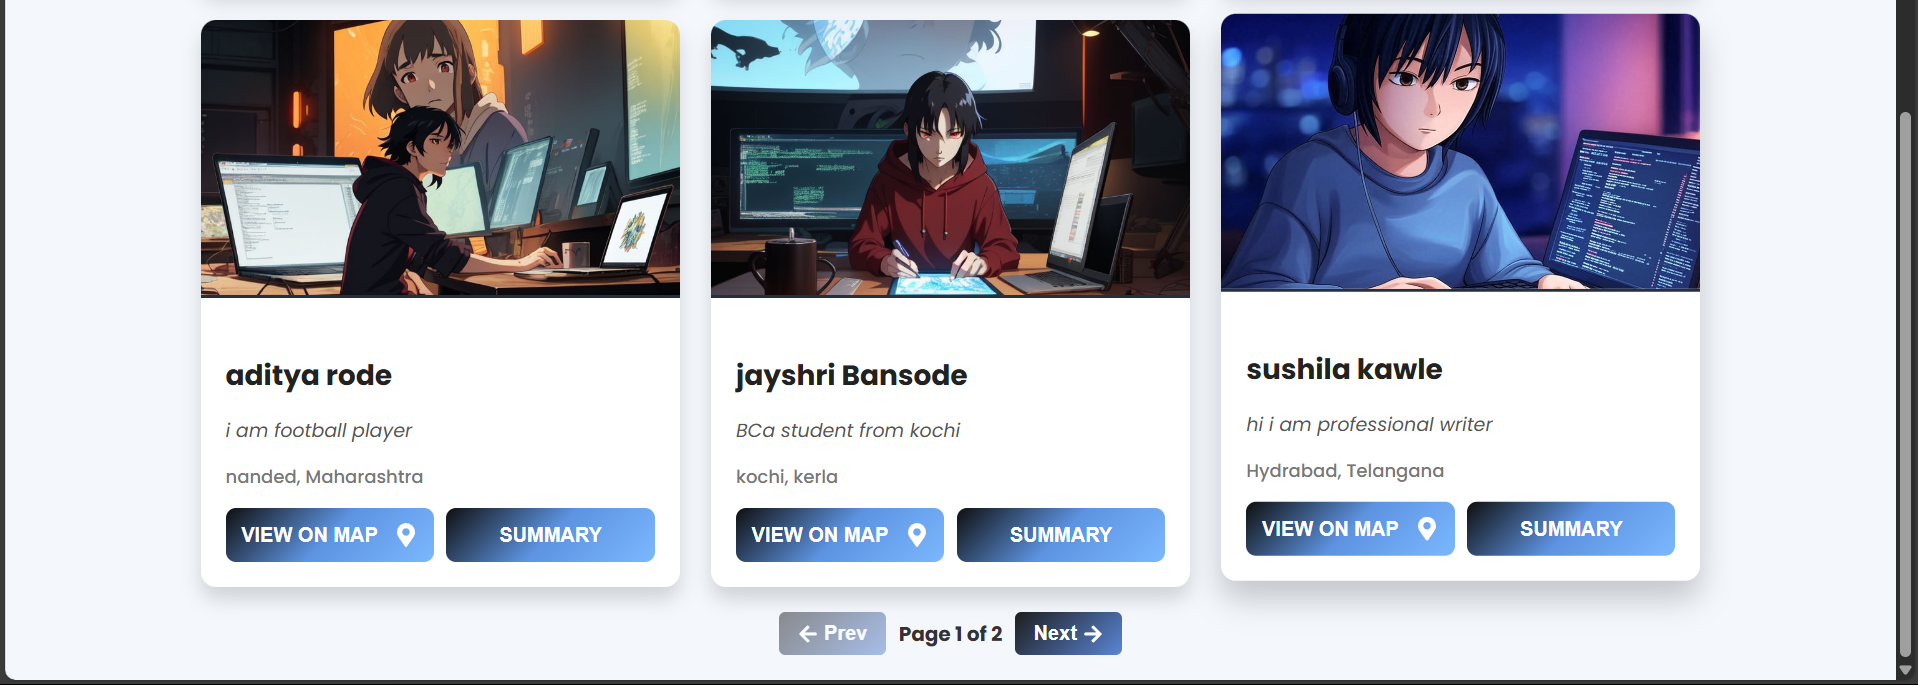 aditya rode
i am football player
nanded, Maharashtra
VIEW ON MAP
SUMMARY
jayshri Bansode
BCa student from kochi
kochi, kerla
VIEW ON MAP
SUMMARY
sushila kawle
hi i am professional writer
Hydrabad, Telangana
VIEW ON MAP
SUMMARY
← Prev
Page 1 of 2
Next →